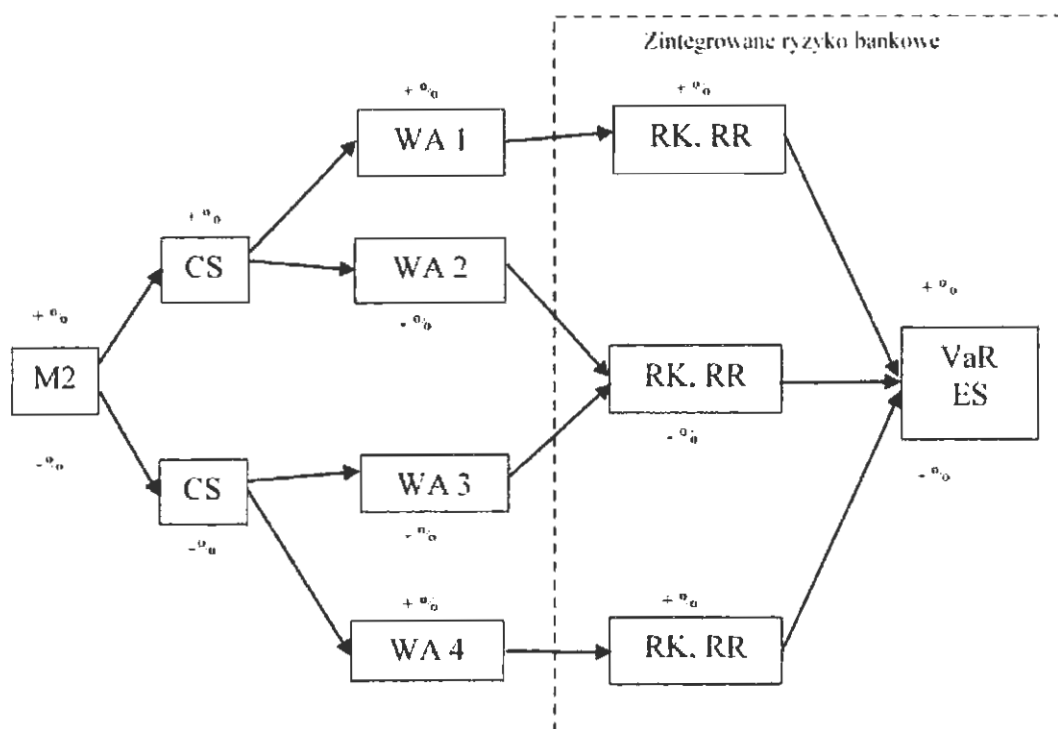 Zintegrowane ryzyko bankowe
+ %
+ %
WA 1
RK. RR
+ %
CS
WA 2
- %
+ %
+ %
M2
RK. RR
VaR
ES
- %
-%
- %
CS
WA 3
-%
- %
+ %
+ %
WA 4
RK. RR